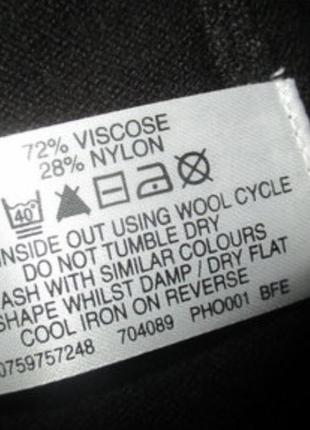 72% VISCOSE
28% NYLON
40°
INSIDE OUT USING WOOL CYCLE
DO NOT TUMBLE DRY
ASH WITH SIMILAR COLOURS
SHAPE WHILST DAMP / DRY FLAT
COOL IRON ON REVERSE
0759757248 704089 PHO001 BFE